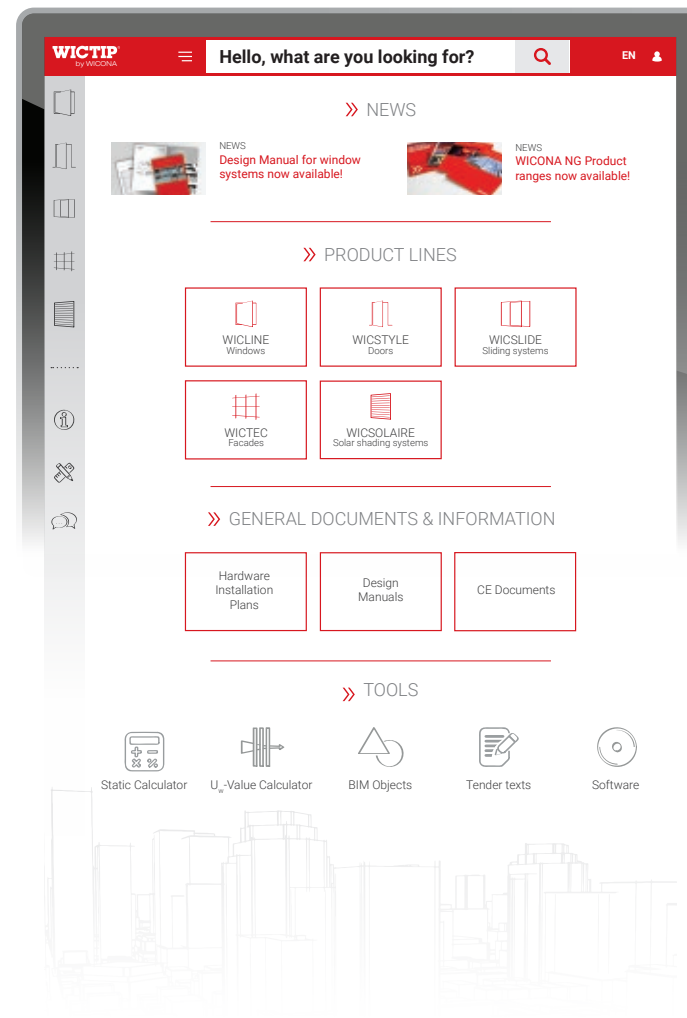 WICTIP
by WICONA
Hello, what are you looking for?
EN
NEWS
NEWS
Design Manual for window
systems now available!
NEWS
WICONA NG Product
ranges now available!
PRODUCT LINES
WICLINE
Windows
WICSTYLE
Doors
WICSLIDE
Sliding systems
WICTEC
Facades
WICSOLAIRE
Solar shading systems
GENERAL DOCUMENTS & INFORMATION
Hardware
Installation
Plans
Design
Manuals
CE Documents
TOOLS
Static Calculator
Uw-Value Calculator
BIM Objects
Tender texts
Software